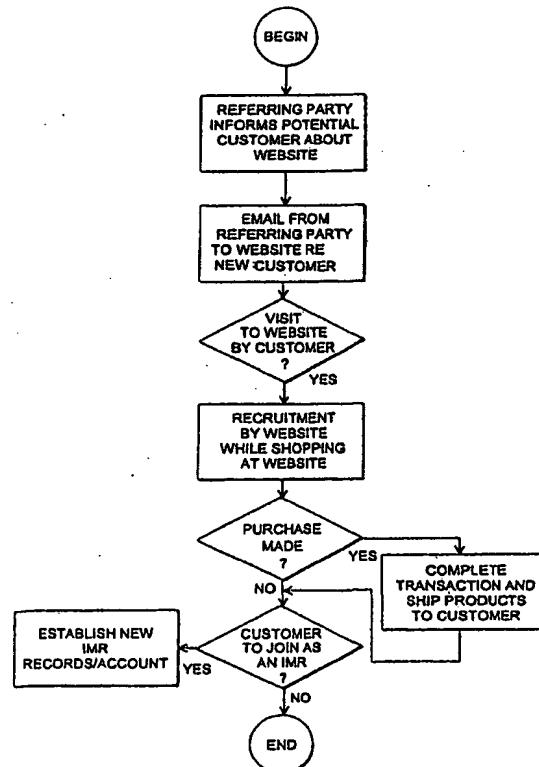 BEGIN
REFERRING PARTY
INFORMS POTENTIAL
CUSTOMER ABOUT
WEBSITE
EMAIL FROM
REFERRING PARTY
TO WEBSITE RE
NEW CUSTOMER
VISIT
TO WEBSITE
BY CUSTOMER
?
YES
RECRUITMENT
BY WEBSITE
WHILE SHOPPING
AT WEBSITE
PURCHASE
MADE
?
YES
NO
COMPLETE
TRANSACTION AND
SHIP PRODUCTS
TO CUSTOMER
CUSTOMER
TO JOIN AS
AN IMR
?
YES
NO
ESTABLISH NEW
IMR
RECORDS/ACCOUNT
END